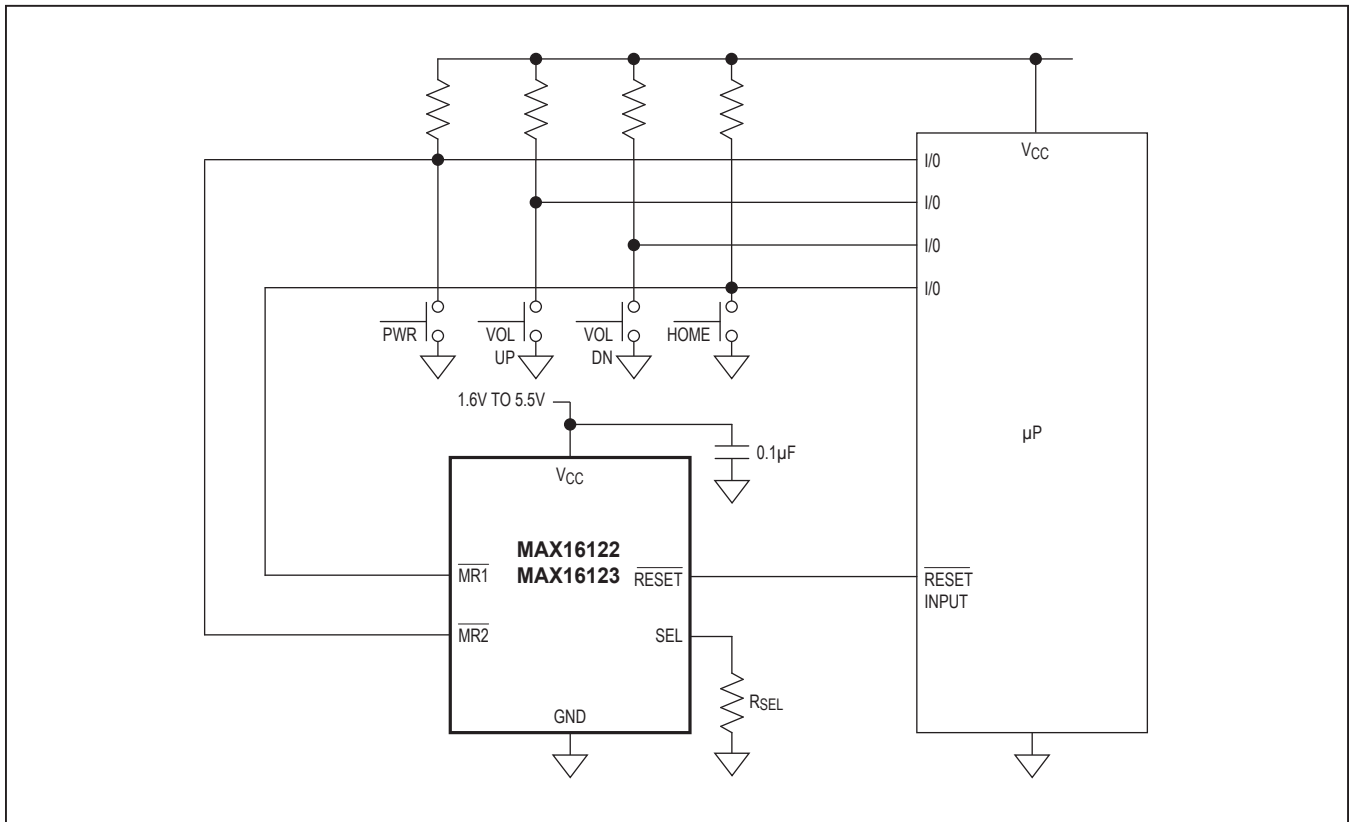 VCC
I/0
I/0
I/0
I/0
PWR
VOL
UP
VOL
DN
HOME
1.6V TO 5.5V
0.1µF
µP
VCC
MAX16122
MAX16123
MR1
MR2
RESET
SEL
GND
RSEL
RESET
INPUT